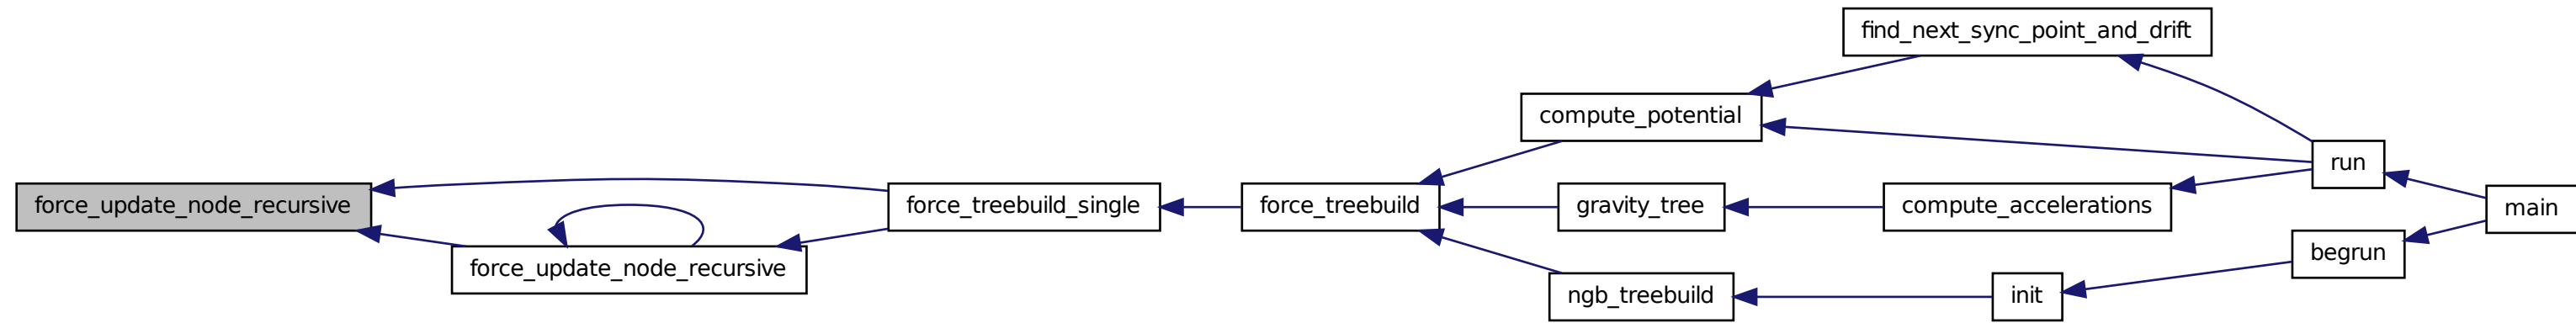 find_next_sync_point_and_drift
compute_potential
run
force_update_node_recursive
force_treebuild_single
force_treebuild
gravity_tree
compute_accelerations
main
force_update_node_recursive
begrun
ngb_treebuild
init